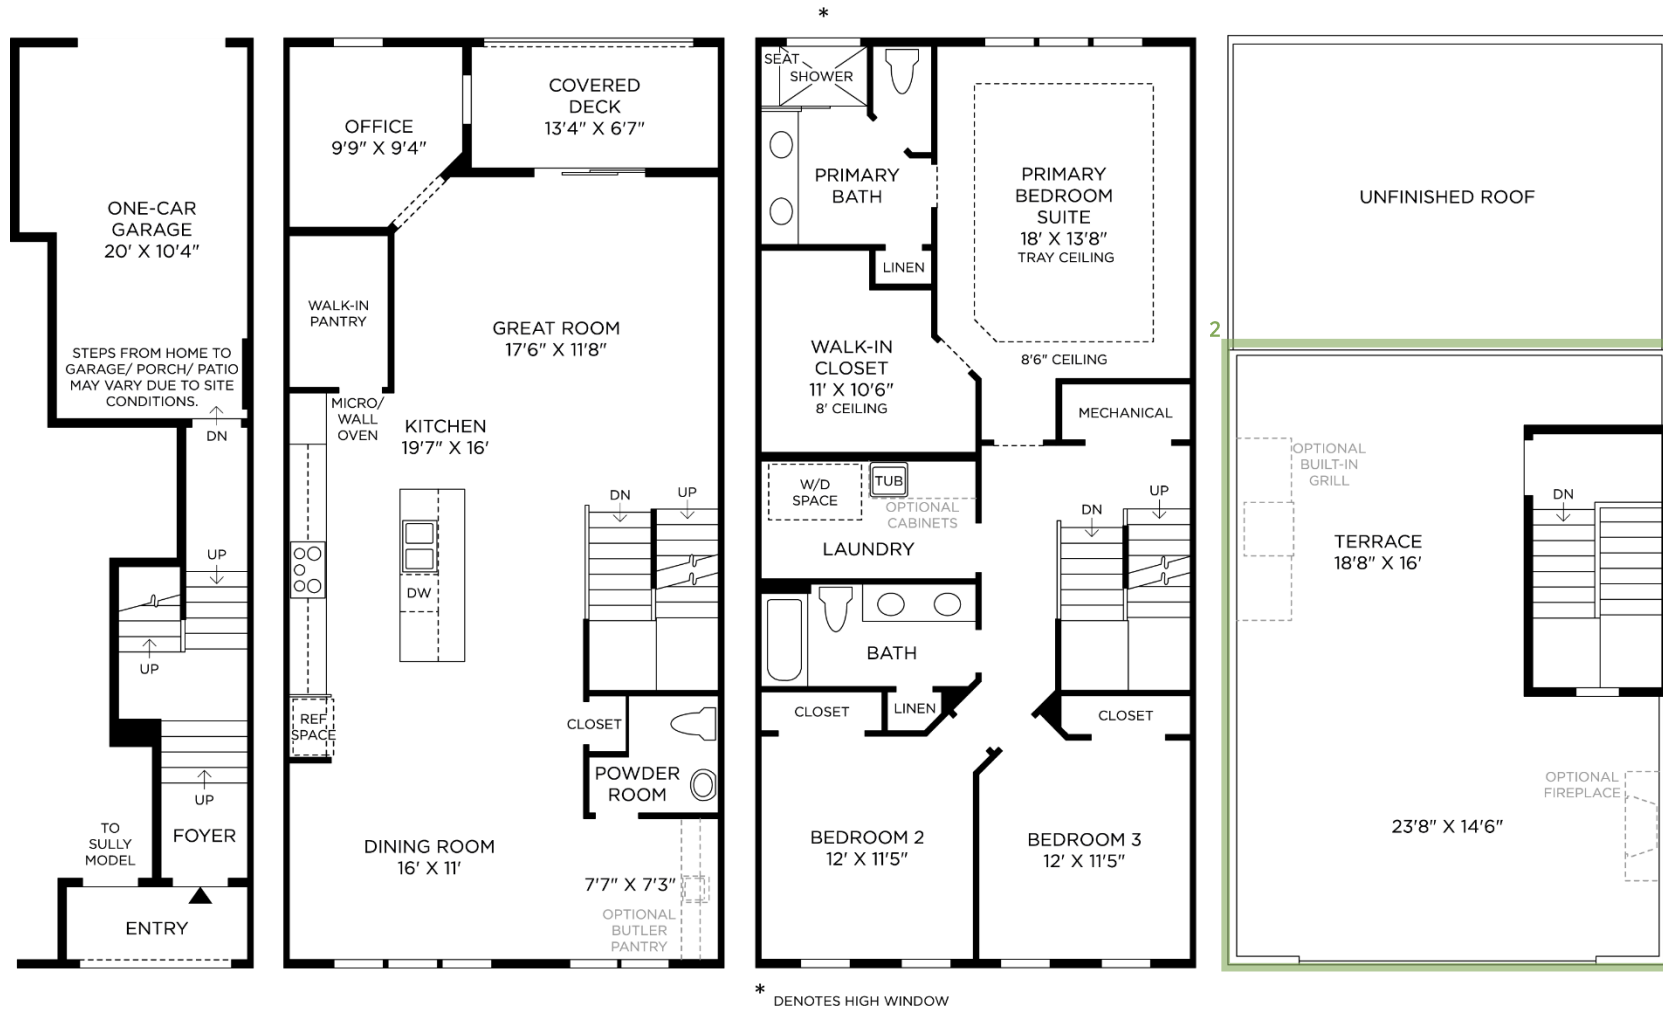 ONE-CAR
GARAGE
20' X 10'4"
STEPS FROM HOME TO
GARAGE/ PORCH/ PATIO
MAY VARY DUE TO SITE
CONDITIONS.
DN
UP
UP
UP
TO
SULLY
MODEL
FOYER
ENTRY
OFFICE
9'9" X 9'4"
COVERED
DECK
13'4" X 6'7"
WALK-IN
PANTRY
GREAT ROOM
17'6" X 11'8"
MICRO/
WALL
OVEN
KITCHEN
19'7" X 16'
DN
UP
DW
REF
SPACE
CLOSET
POWDER
ROOM
DINING ROOM
16' X 11'
7'7" X 7'3"
OPTIONAL
BUTLER
PANTRY
*
SEAT
SHOWER
PRIMARY
BATH
PRIMARY
BEDROOM
SUITE
18' X 13'8"
TRAY CEILING
LINEN
WALK-IN
CLOSET
11' X 10'6"
8' CEILING
8'6" CEILING
MECHANICAL
W/D
SPACE
TUB
OPTIONAL
CABINETS
LAUNDRY
DN
UP
BATH
CLOSET
LINEN
CLOSET
BEDROOM 2
12' X 11'5"
BEDROOM 3
12' X 11'5"
* DENOTES HIGH WINDOW
UNFINISHED ROOF
2
OPTIONAL
BUILT-IN
GRILL
DN
TERRACE
18'8" X 16'
OPTIONAL
FIREPLACE
23'8" X 14'6"